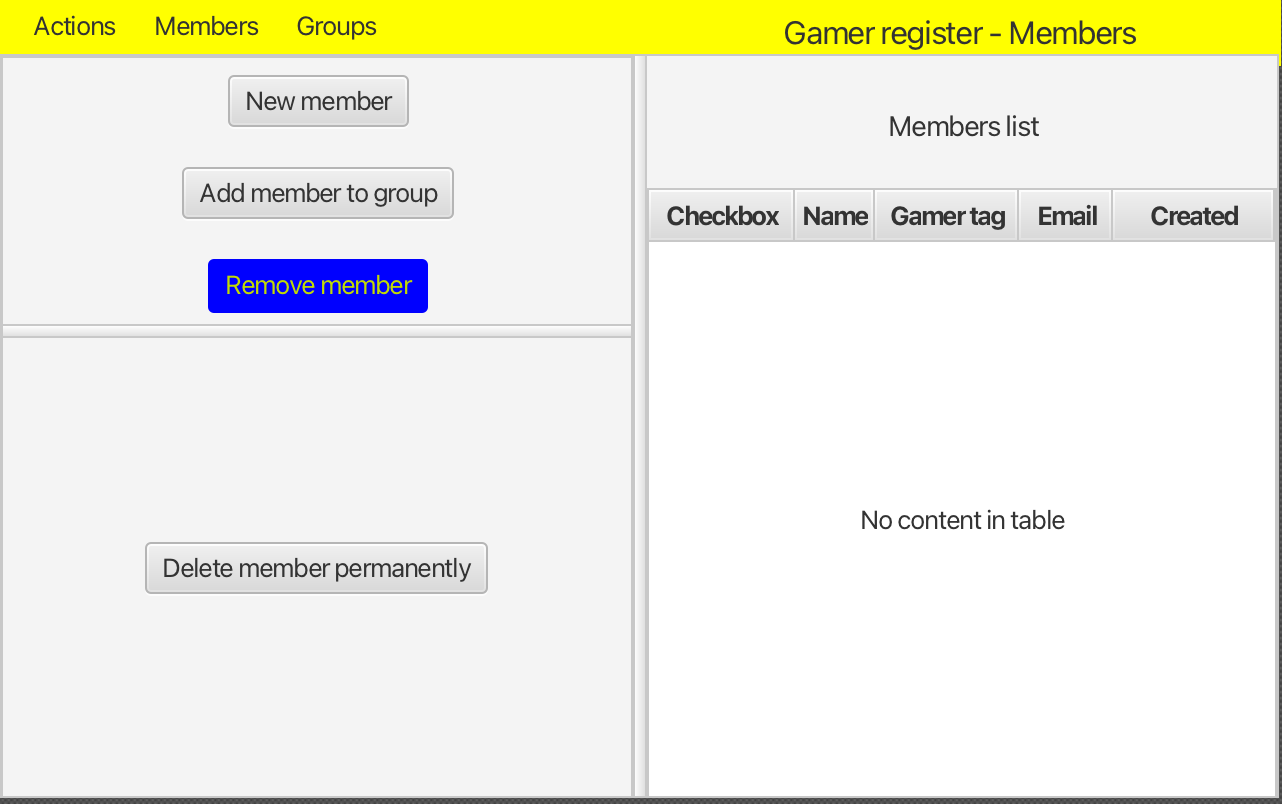 Actions Members Groups
Gamer register - Members
New member
Add member to group
Remove member
Delete member permanently
Members list
Checkbox Name Gamer tag Email Created
No content in table